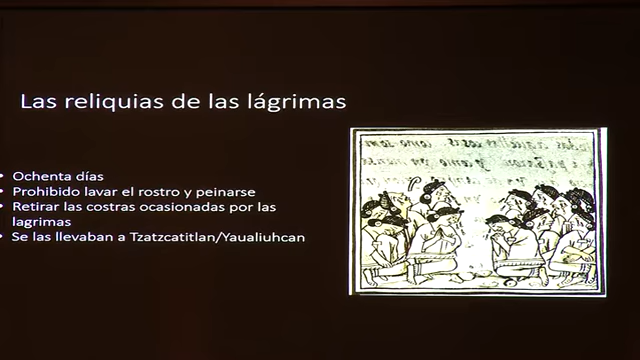 Las reliquias de las lágrimas
• Ochenta días
• Prohibido lavar el rostro y peinarse
• Retirar las costras ocasionadas por las
lagrimas
• Se las llevaban a Tzatzcatitlan/Yaualiuhcan